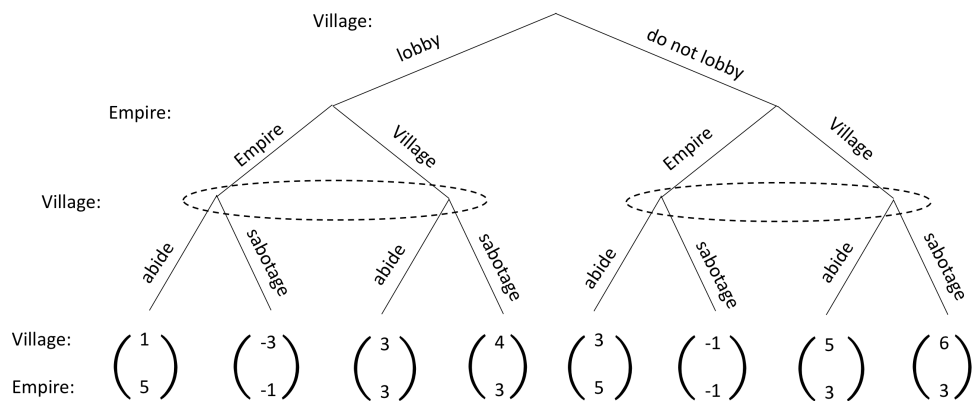 Village:
lobby
do not lobby
Empire:
Empire
Village
Empire
Village
Village:
abide
sabotage
abide
sabotage
abide
sabotage
abide
sabotage
Village: 1 -3 3 4 3 -1 5 6
Empire: 5 -1 3 3 5 -1 3 3